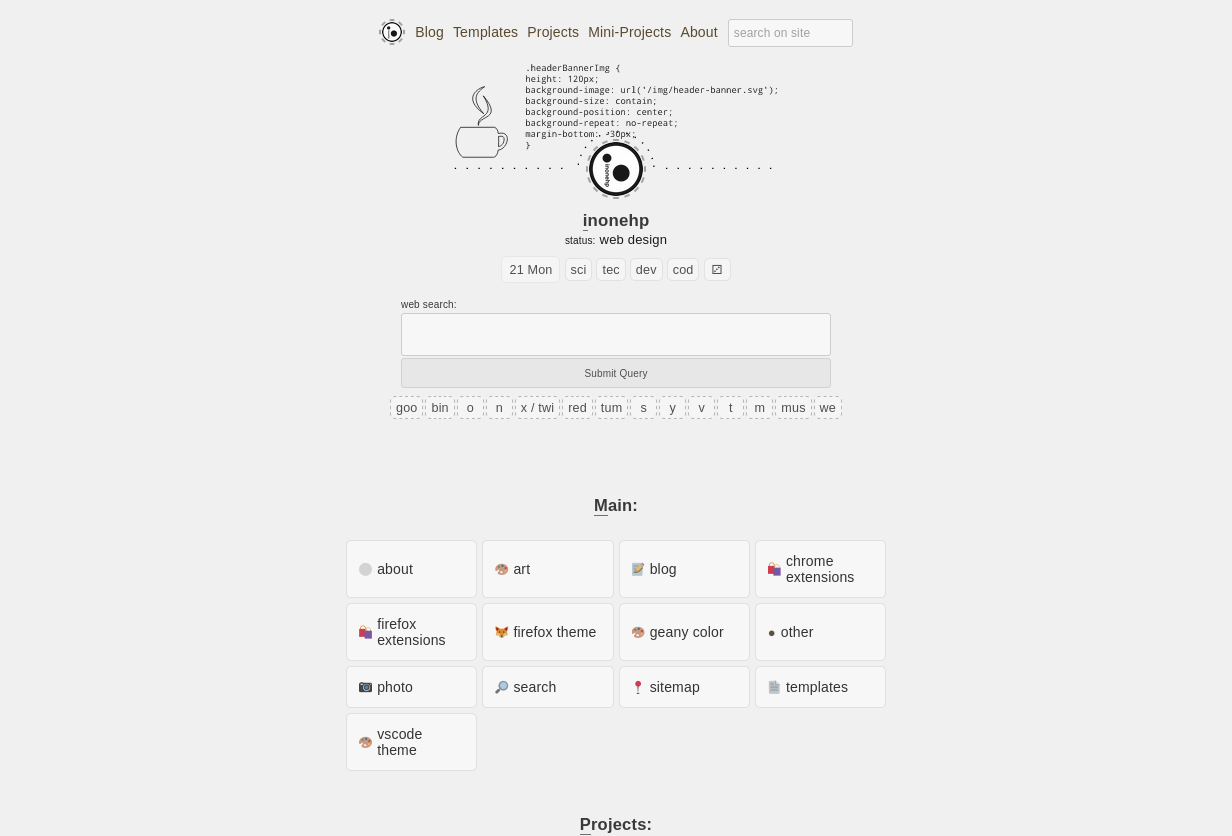 Blog Templates Projects Mini-Projects About search on site
.headerBannerImg {
height: 120px;
background-image: url('/img/header-banner.svg');
background-size: contain;
background-position: center;
background-repeat: no-repeat;
margin-bottom: -30px;
}
inonehp
inonehp
status: web design
21 Mon sci tec dev cod
web search:
Submit Query
goo bin o n x / twi red tum s y v t m mus we
Main:
about art blog chrome extensions
firefox extensions firefox theme geany color other
photo search sitemap templates
vscode theme
Projects: